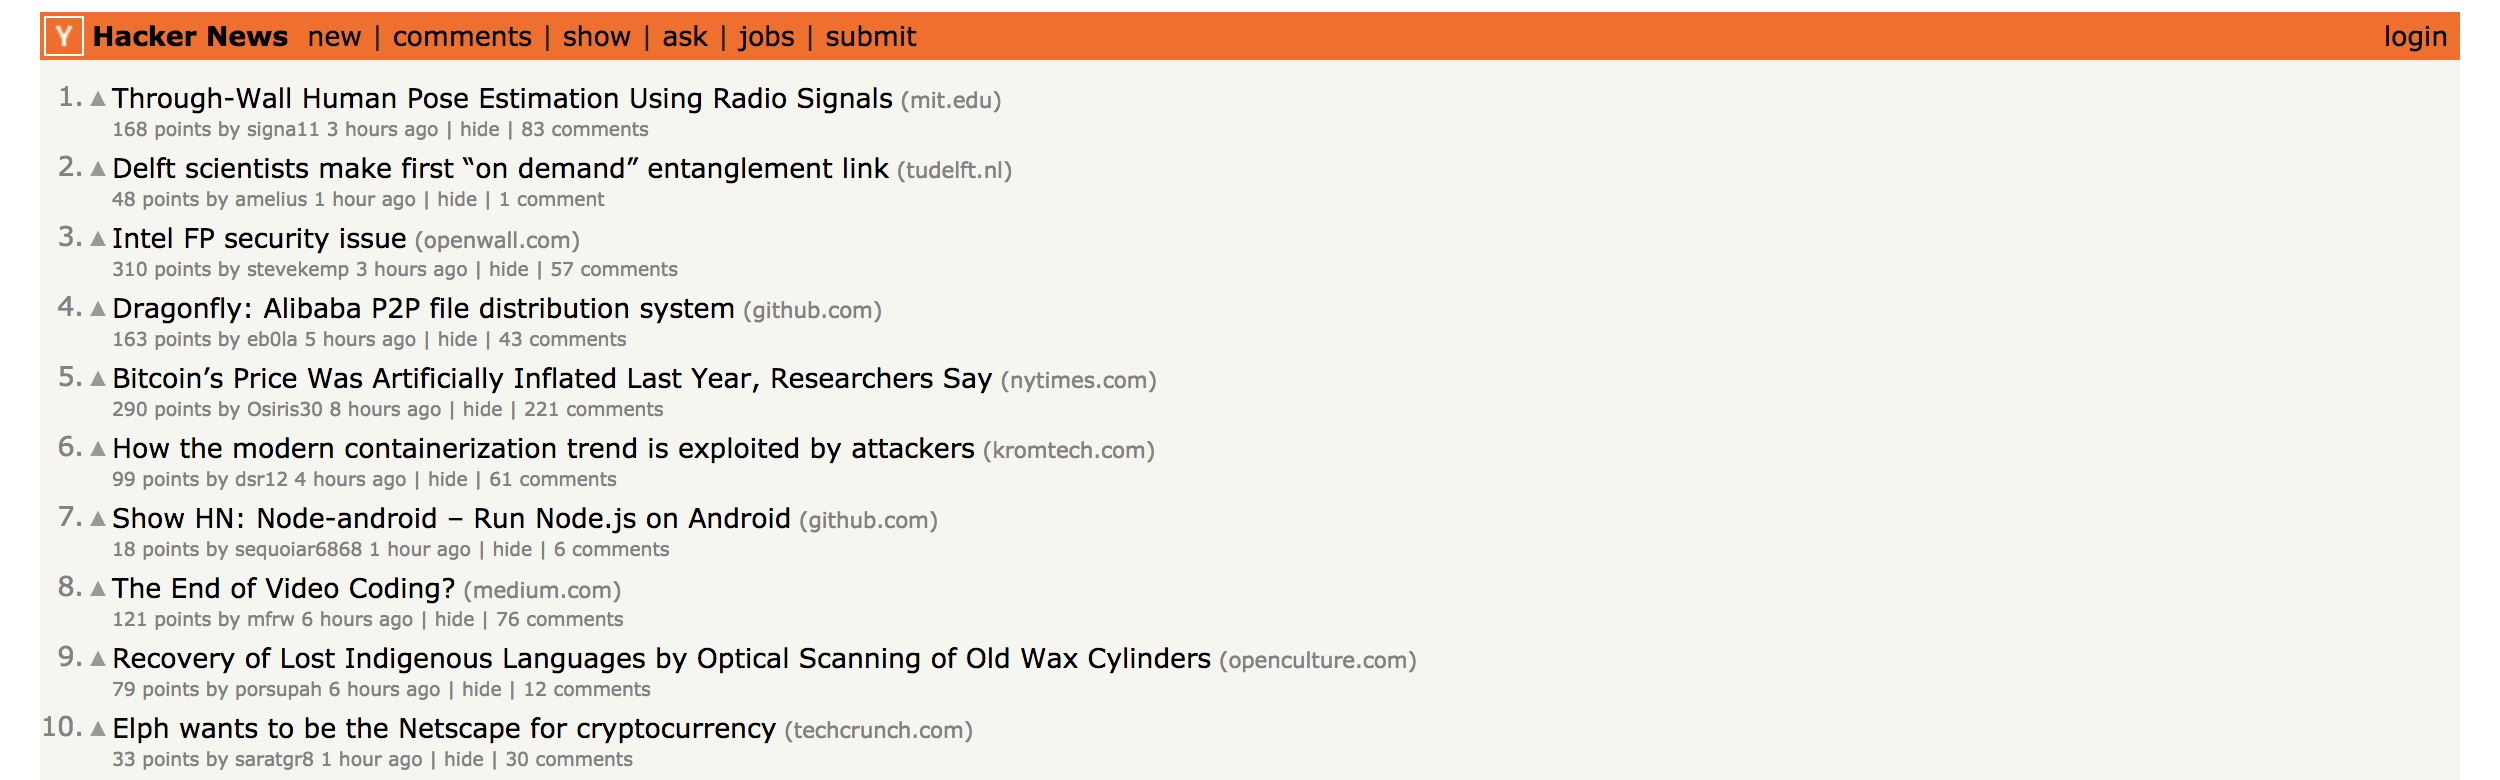 Y Hacker News new | comments | show | ask | jobs | submit login
1. ▲ Through-Wall Human Pose Estimation Using Radio Signals (mit.edu)
168 points by signa11 3 hours ago | hide | 83 comments
2. ▲ Delft scientists make first “on demand” entanglement link (tudelft.nl)
48 points by amelius 1 hour ago | hide | 1 comment
3. ▲ Intel FP security issue (openwall.com)
310 points by stevekemp 3 hours ago | hide | 57 comments
4. ▲ Dragonfly: Alibaba P2P file distribution system (github.com)
163 points by eb0la 5 hours ago | hide | 43 comments
5. ▲ Bitcoin’s Price Was Artificially Inflated Last Year, Researchers Say (nytimes.com)
290 points by Osiris30 8 hours ago | hide | 221 comments
6. ▲ How the modern containerization trend is exploited by attackers (kromtech.com)
99 points by dsr12 4 hours ago | hide | 61 comments
7. ▲ Show HN: Node-android – Run Node.js on Android (github.com)
18 points by sequoiar6868 1 hour ago | hide | 6 comments
8. ▲ The End of Video Coding? (medium.com)
121 points by mfrw 6 hours ago | hide | 76 comments
9. ▲ Recovery of Lost Indigenous Languages by Optical Scanning of Old Wax Cylinders (openculture.com)
79 points by porsupah 6 hours ago | hide | 12 comments
10. ▲ Elph wants to be the Netscape for cryptocurrency (techcrunch.com)
33 points by saratgr8 1 hour ago | hide | 30 comments